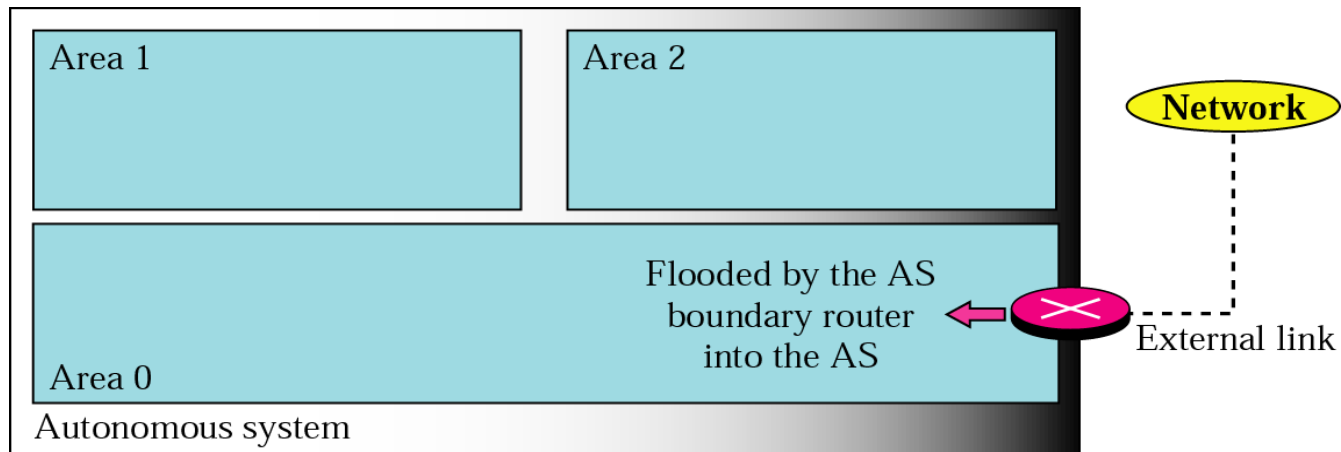 Area 1
Area 2
Network
Flooded by the AS
boundary router
into the AS
External link
Area 0
Autonomous system